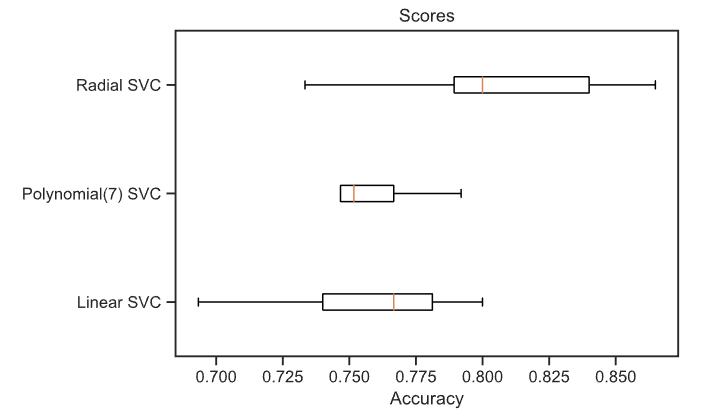 Scores
Radial SVC
Polynomial(7) SVC
Linear SVC
0.700 0.725 0.750 0.775 0.800 0.825 0.850
Accuracy